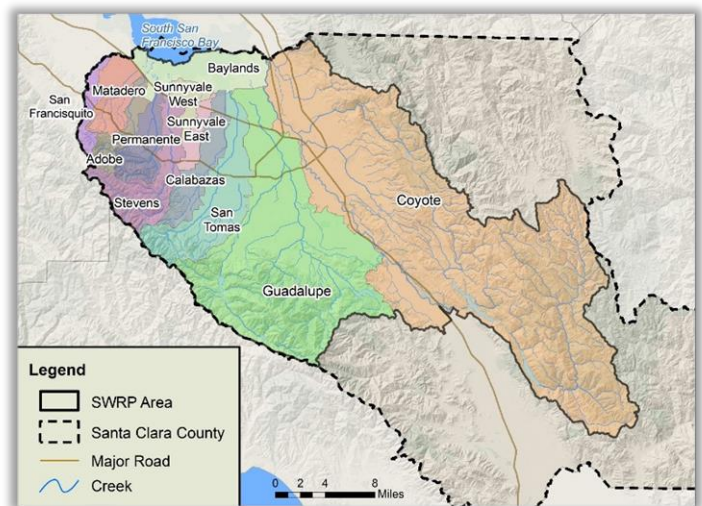 South San
Francisco Bay
Baylands
Matadero
Sunnyvale
West
San
Francisquito
Sunnyvale
East
Permanente
Adobe
Calabazas
Stevens
San
Tomas
Coyote
Guadalupe
Legend
SWRP Area
Santa Clara County
Major Road
Creek
0 2 4 8
Miles